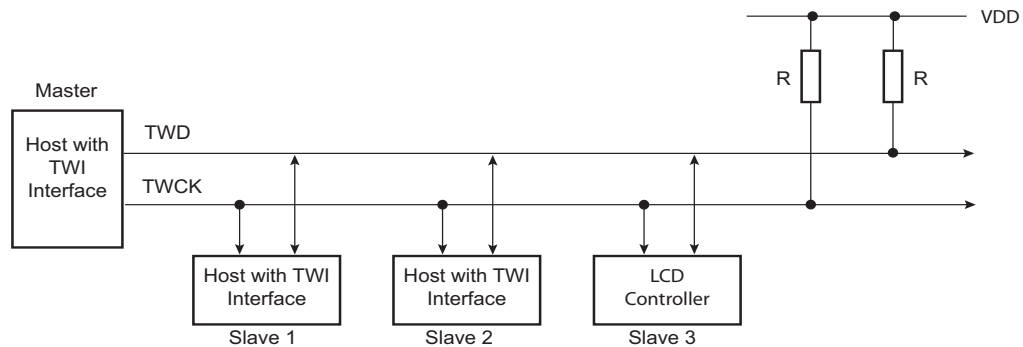 VDD
R
R
Master
Host with
TWI
Interface
TWD
TWCK
Host with TWI
Interface
Slave 1
Host with TWI
Interface
Slave 2
LCD
Controller
Slave 3